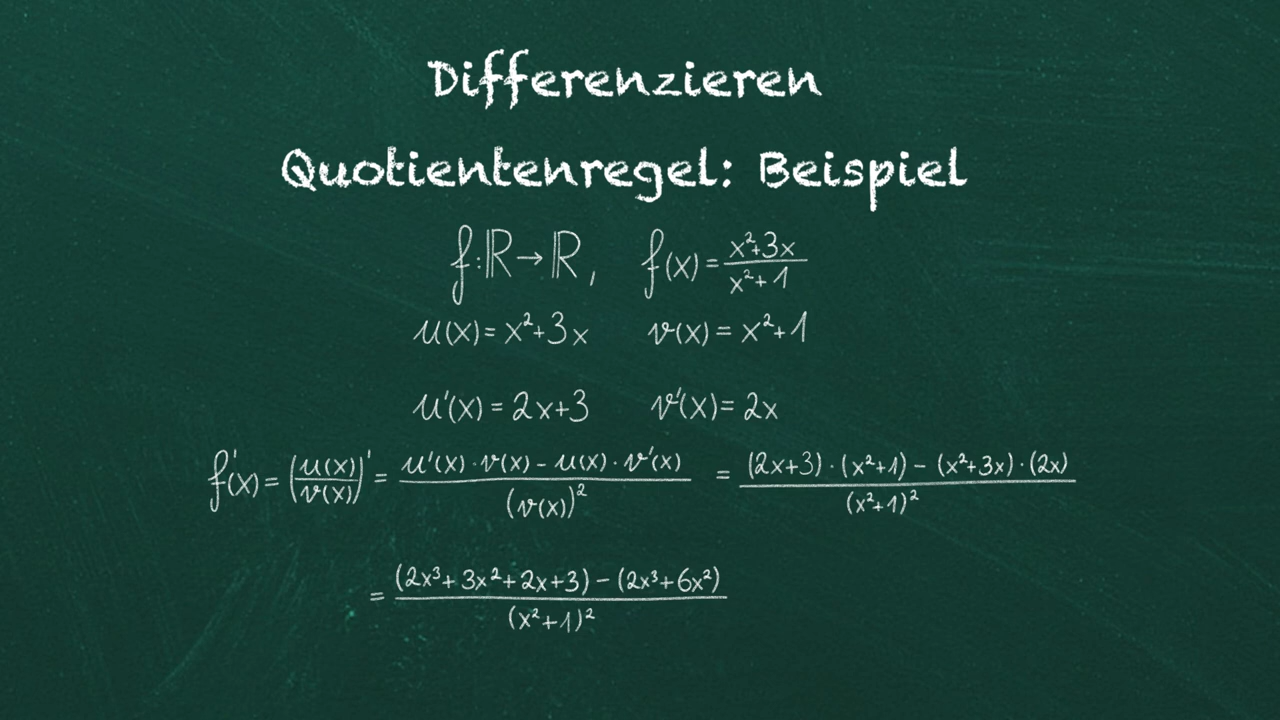 Differenzieren
Quotientenregel: Beispiel
f:ℝ→ℝ, f(x) = (x²+3x)/(x²+1)
u(x) = x²+3x v(x) = x²+1
u'(x) = 2x+3 v'(x) = 2x
f'(x) = (u(x)/v(x))' = (u'(x)·v(x) − u(x)·v'(x))/(v(x))² = ((2x+3)·(x²+1) − (x²+3x)·(2x))/(x²+1)²
= ((2x³+3x²+2x+3) − (2x³+6x²))/(x²+1)²